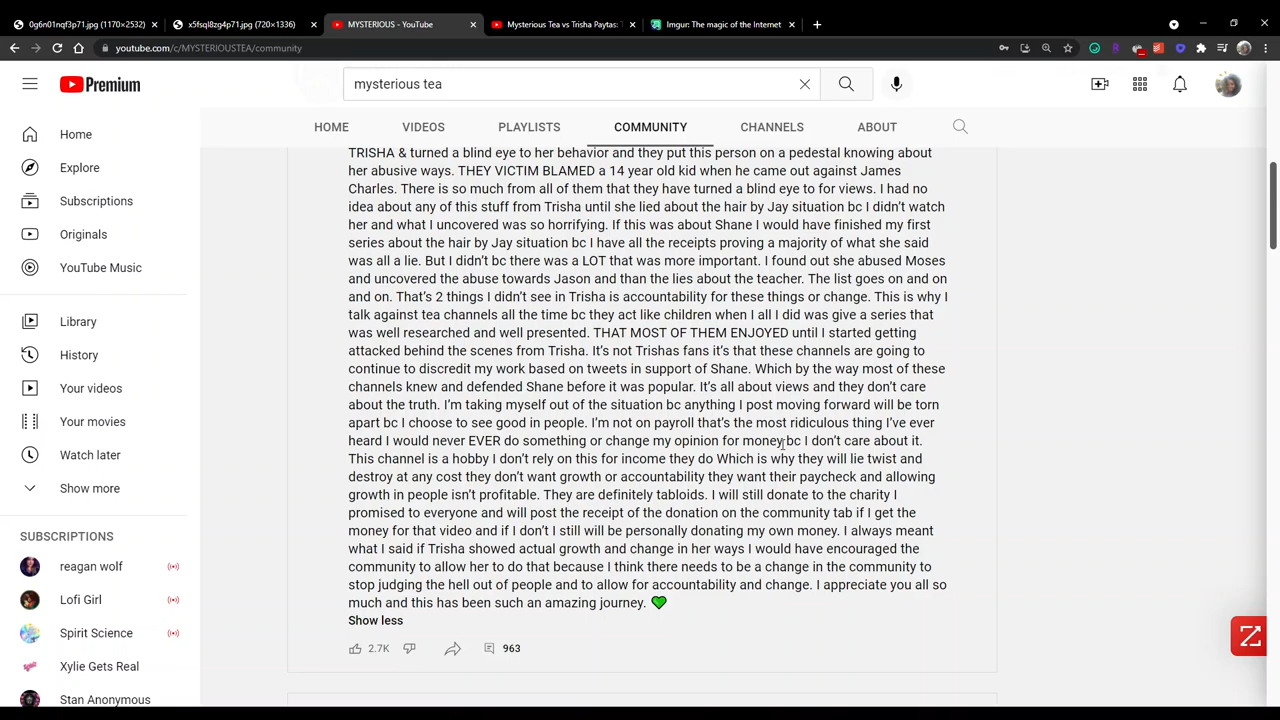 0g6n01nqf3p71.jpg (1170×2532)
x5fsql8zg4p71.jpg (720×1336)
MYSTERIOUS - YouTube
Mysterious Tea vs Trisha Paytas: T
Imgur: The magic of the Internet
youtube.com/c/MYSTERIOUSTEA/community
Premium
mysterious tea
HOME VIDEOS PLAYLISTS COMMUNITY CHANNELS ABOUT
Home
Explore
Subscriptions
Originals
YouTube Music
Library
History
Your videos
Your movies
Watch later
Show more
SUBSCRIPTIONS
reagan wolf
Lofi Girl
Spirit Science
Xylie Gets Real
Stan Anonymous
TRISHA & turned a blind eye to her behavior and they put this person on a pedestal knowing about
her abusive ways. THEY VICTIM BLAMED a 14 year old kid when he came out against James
Charles. There is so much from all of them that they have turned a blind eye to for views. I had no
idea about any of this stuff from Trisha until she lied about the hair by Jay situation bc I didn't watch
her and what I uncovered was so horrifying. If this was about Shane I would have finished my first
series about the hair by Jay situation bc I have all the receipts proving a majority of what she said
was all a lie. But I didn't bc there was a LOT that was more important. I found out she abused Moses
and uncovered the abuse towards Jason and than the lies about the teacher. The list goes on and on
and on. That's 2 things I didn't see in Trisha is accountability for these things or change. This is why I
talk against tea channels all the time bc they act like children when I all I did was give a series that
was well researched and well presented. THAT MOST OF THEM ENJOYED until I started getting
attacked behind the scenes from Trisha. It's not Trishas fans it's that these channels are going to
continue to discredit my work based on tweets in support of Shane. Which by the way most of these
channels knew and defended Shane before it was popular. It's all about views and they don't care
about the truth. I'm taking myself out of the situation bc anything I post moving forward will be torn
apart bc I choose to see good in people. I'm not on payroll that's the most ridiculous thing I've ever
heard I would never EVER do something or change my opinion for money bc I don't care about it.
This channel is a hobby I don't rely on this for income they do Which is why they will lie twist and
destroy at any cost they don't want growth or accountability they want their paycheck and allowing
growth in people isn't profitable. They are definitely tabloids. I will still donate to the charity I
promised to everyone and will post the receipt of the donation on the community tab if I get the
money for that video and if I don't I still will be personally donating my own money. I always meant
what I said if Trisha showed actual growth and change in her ways I would have encouraged the
community to allow her to do that because I think there needs to be a change in the community to
stop judging the hell out of people and to allow for accountability and change. I appreciate you all so
much and this has been such an amazing journey. 💚
Show less
2.7K 963